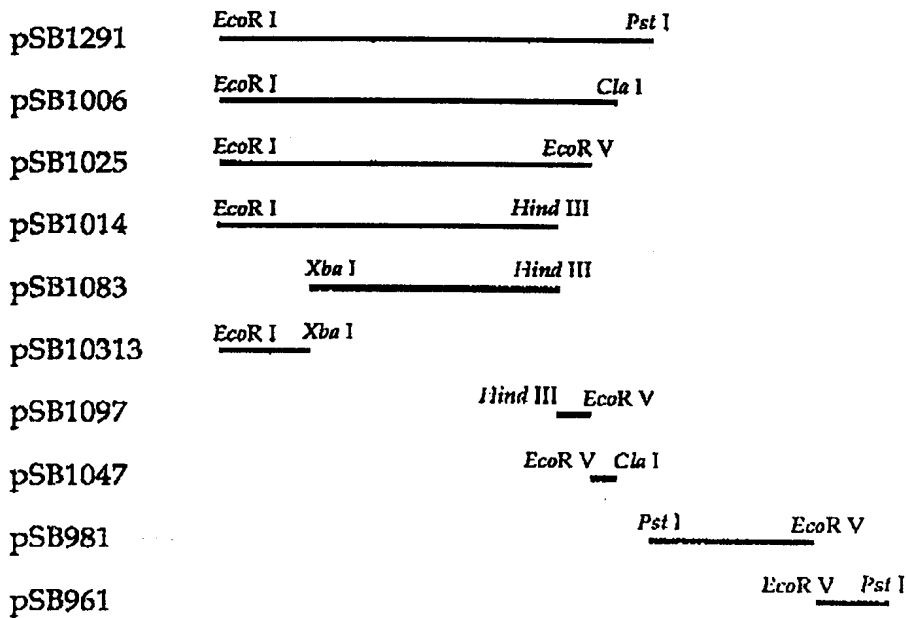 EcoR I Pst I
pSB1291
EcoR I Cla I
pSB1006
EcoR I EcoR V
pSB1025
EcoR I Hind III
pSB1014
Xba I Hind III
pSB1083
EcoR I Xba I
pSB10313
Hind III EcoR V
pSB1097
EcoR V Cla I
pSB1047
Pst I EcoR V
pSB981
EcoR V Pst I
pSB961